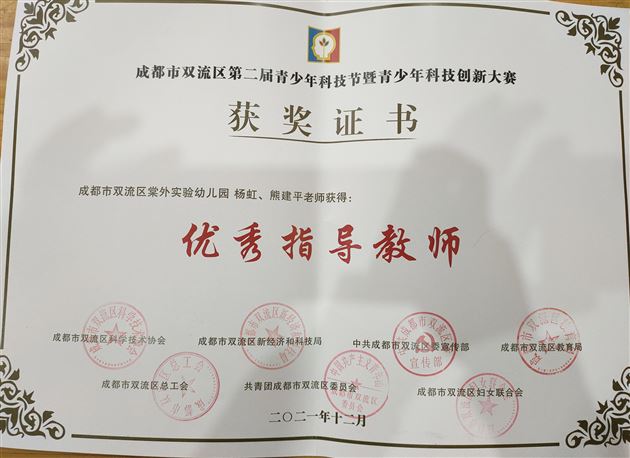 成都市双流区第二届青少年科技节暨青少年科技创新大赛
获奖证书
成都市双流区棠外实验幼儿园 杨虹、熊建平老师获得：
优秀指导教师
成都市双流区科学技术协会 成都市双流区新经济和科技局 中共成都市双流区委宣传部 成都市双流区教育局
成都市双流区总工会 共青团成都市双流区委员会 成都市双流区妇女联合会
二〇二一年十二月